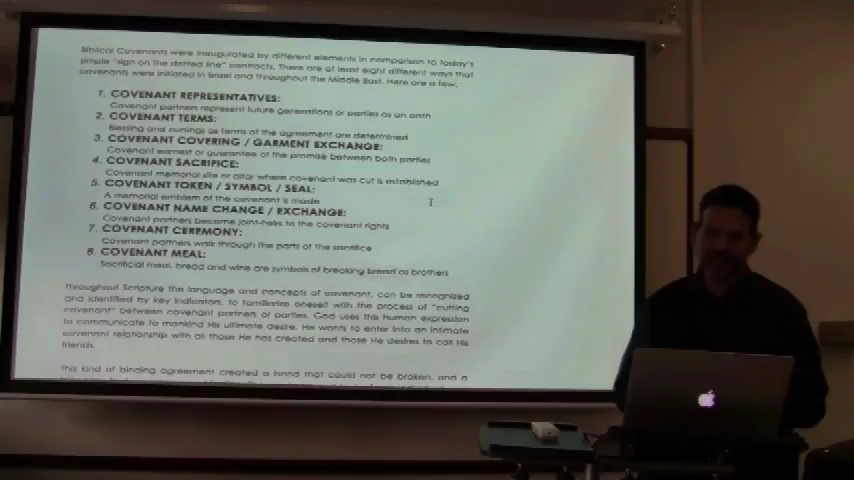 Biblical Covenants were inaugurated by different elements in comparison to today's
simple "sign on the dotted line" contracts. There are at least eight different ways that
covenants were initiated in Israel and throughout the Middle East. Here are a few:
1. COVENANT REPRESENTATIVES:
Covenant partners represent future generations or parties as an oath
2. COVENANT TERMS:
Blessing and cursings as terms of the agreement are determined
3. COVENANT COVERING / GARMENT EXCHANGE:
Covenant earnest or guarantee of the promise between both parties
4. COVENANT SACRIFICE:
Covenant memorial site or altar where covenant was cut is established
5. COVENANT TOKEN / SYMBOL / SEAL:
A memorial emblem of the covenant is made
6. COVENANT NAME CHANGE / EXCHANGE:
Covenant partners become joint-heirs to the covenant rights
7. COVENANT CEREMONY:
Covenant partners walk through the parts of the sacrifice
8. COVENANT MEAL:
Sacrificial meal, bread and wine are symbols of breaking bread as brothers
Throughout Scripture the language and concepts of covenant, can be recognized
and identified by key indicators, to familiarize oneself with the process of "cutting
covenant" between covenant partners or parties. God uses this human expression
to communicate to mankind His ultimate desire. He wants to enter into an intimate
covenant relationship with all those He has created and those He desires to call His
friends.
This kind of binding agreement created a bond that could not be broken, and a